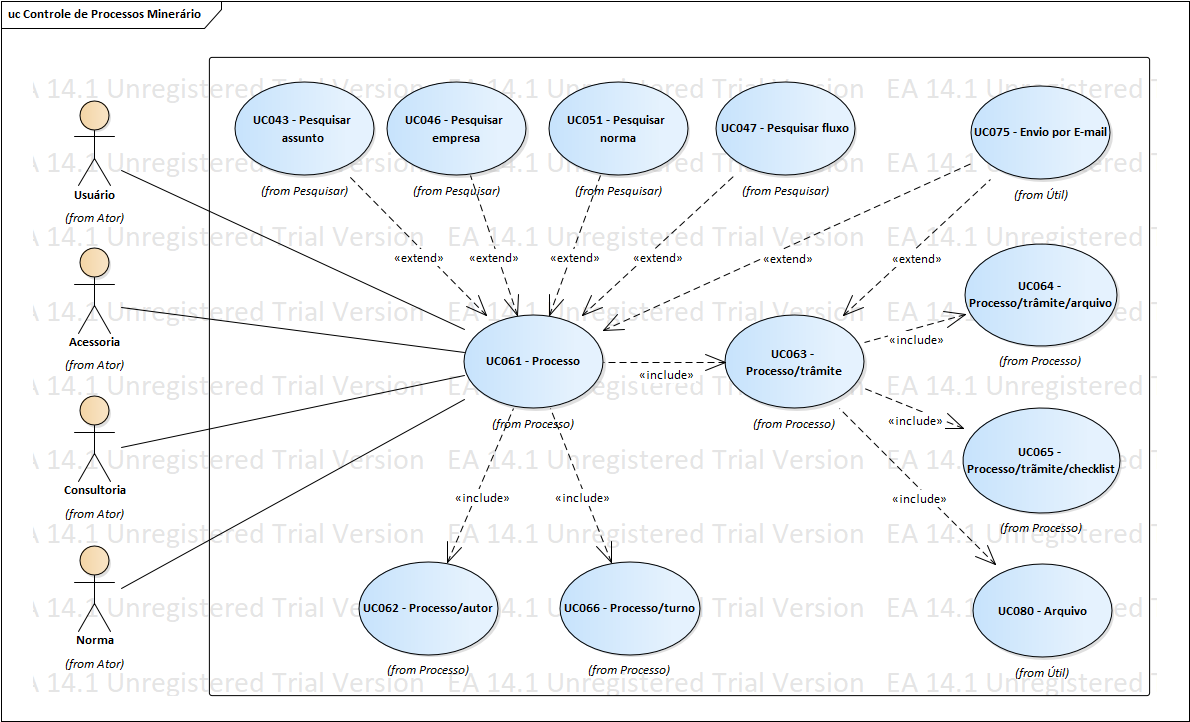 uc Controle de Processos Minerário
EA 14.1 Unregistered Trial Version
UC043 - Pesquisar
assunto
(from Pesquisar)
UC046 - Pesquisar
empresa
(from Pesquisar)
UC051 - Pesquisar
norma
(from Pesquisar)
UC047 - Pesquisar fluxo
(from Pesquisar)
UC075 - Envio por E-mail
(from Útil)
Usuário
(from Ator)
«extend»
«extend»
«extend»
«extend»
«extend»
«extend»
Acessoria
(from Ator)
UC061 - Processo
(from Processo)
«include»
UC063 -
Processo/trâmite
(from Processo)
«include»
UC064 -
Processo/trâmite/arquivo
(from Processo)
«include»
UC065 -
Processo/trãmite/checklist
(from Processo)
Consultoria
(from Ator)
«include»
«include»
«include»
Norma
(from Ator)
UC062 - Processo/autor
(from Processo)
UC066 - Processo/turno
(from Processo)
UC080 - Arquivo
(from Útil)